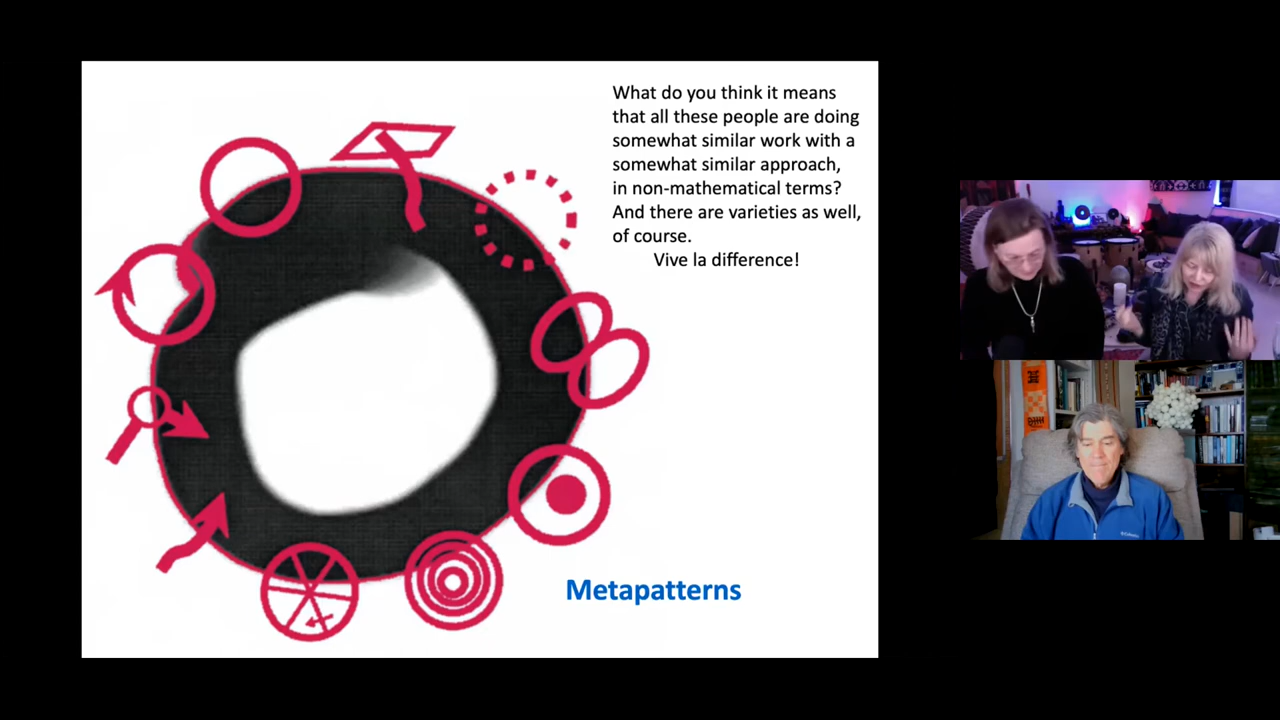 What do you think it means
that all these people are doing
somewhat similar work with a
somewhat similar approach,
in non-mathematical terms?
And there are varieties as well,
of course.
Vive la difference!
Metapatterns
Columbia